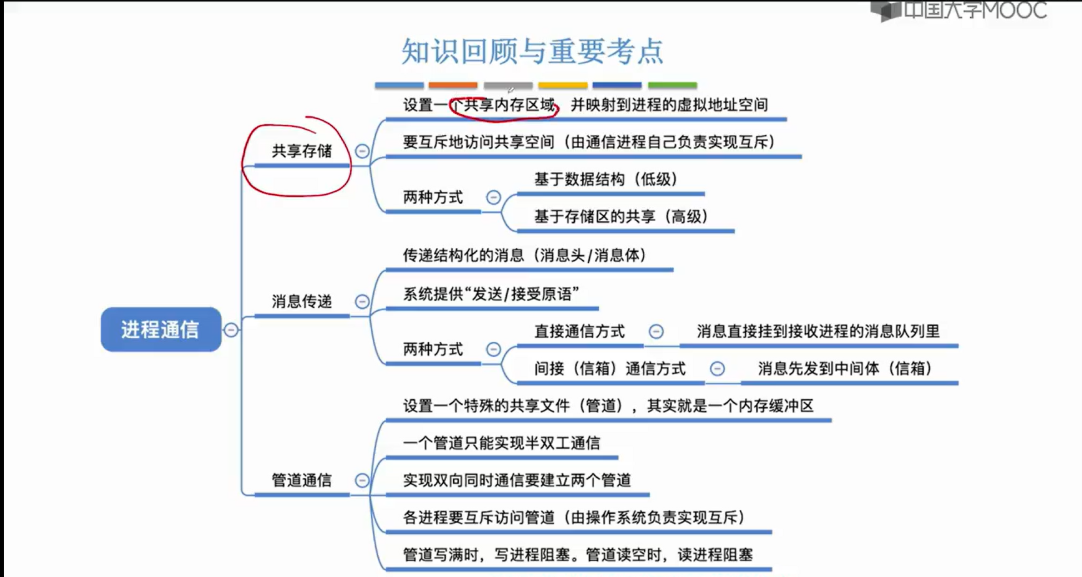 中国大学MOOC
知识回顾与重要考点
设置一个共享内存区域，并映射到进程的虚拟地址空间
共享存储
要互斥地访问共享空间（由通信进程自己负责实现互斥）
两种方式
基于数据结构（低级）
基于存储区的共享（高级）
进程通信
传递结构化的消息（消息头/消息体）
消息传递
系统提供“发送/接受原语”
两种方式
直接通信方式
消息直接挂到接收进程的消息队列里
间接（信箱）通信方式
消息先发到中间体（信箱）
设置一个特殊的共享文件（管道），其实就是一个内存缓冲区
一个管道只能实现半双工通信
管道通信
实现双向同时通信要建立两个管道
各进程要互斥访问管道（由操作系统负责实现互斥）
管道写满时，写进程阻塞。管道读空时，读进程阻塞